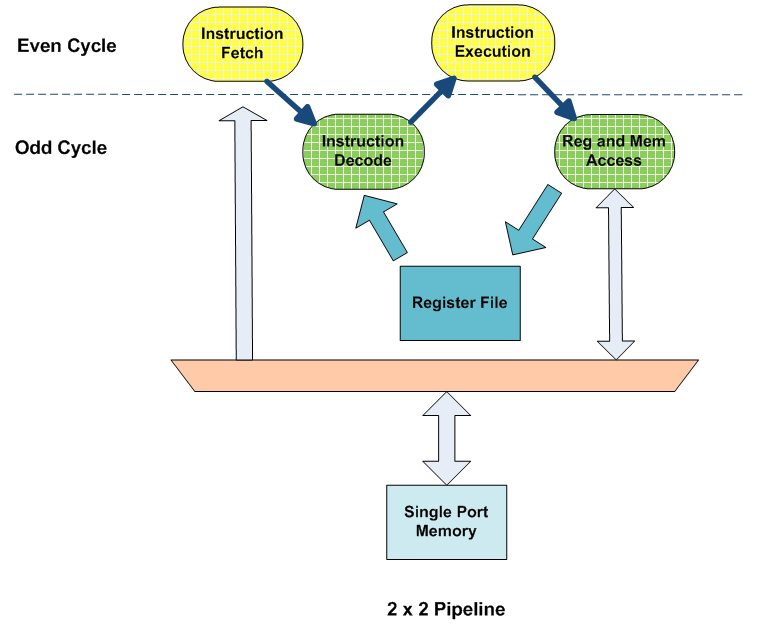 Even Cycle
Instruction
Fetch
Instruction
Execution
Odd Cycle
Instruction
Decode
Reg and Mem
Access
Register File
Single Port
Memory
2 x 2 Pipeline